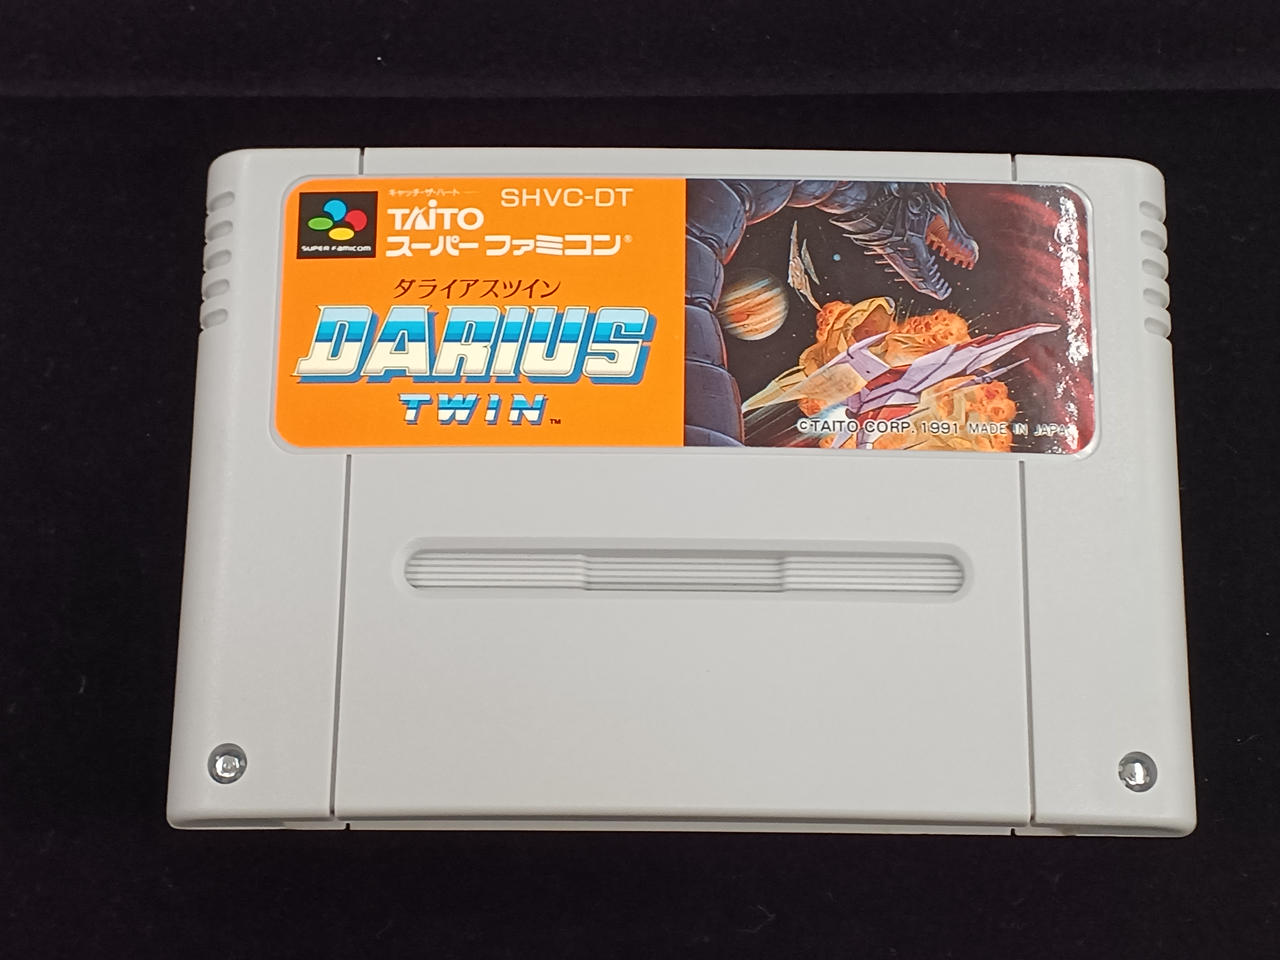 キャッチ・ザ・ハート
SHVC-DT
TAITO
SUPER FAMICOM
スーパーファミコン®
ダライアスツイン
DARIUS
TWIN™
©TAITO CORP. 1991 MADE IN JAPAN